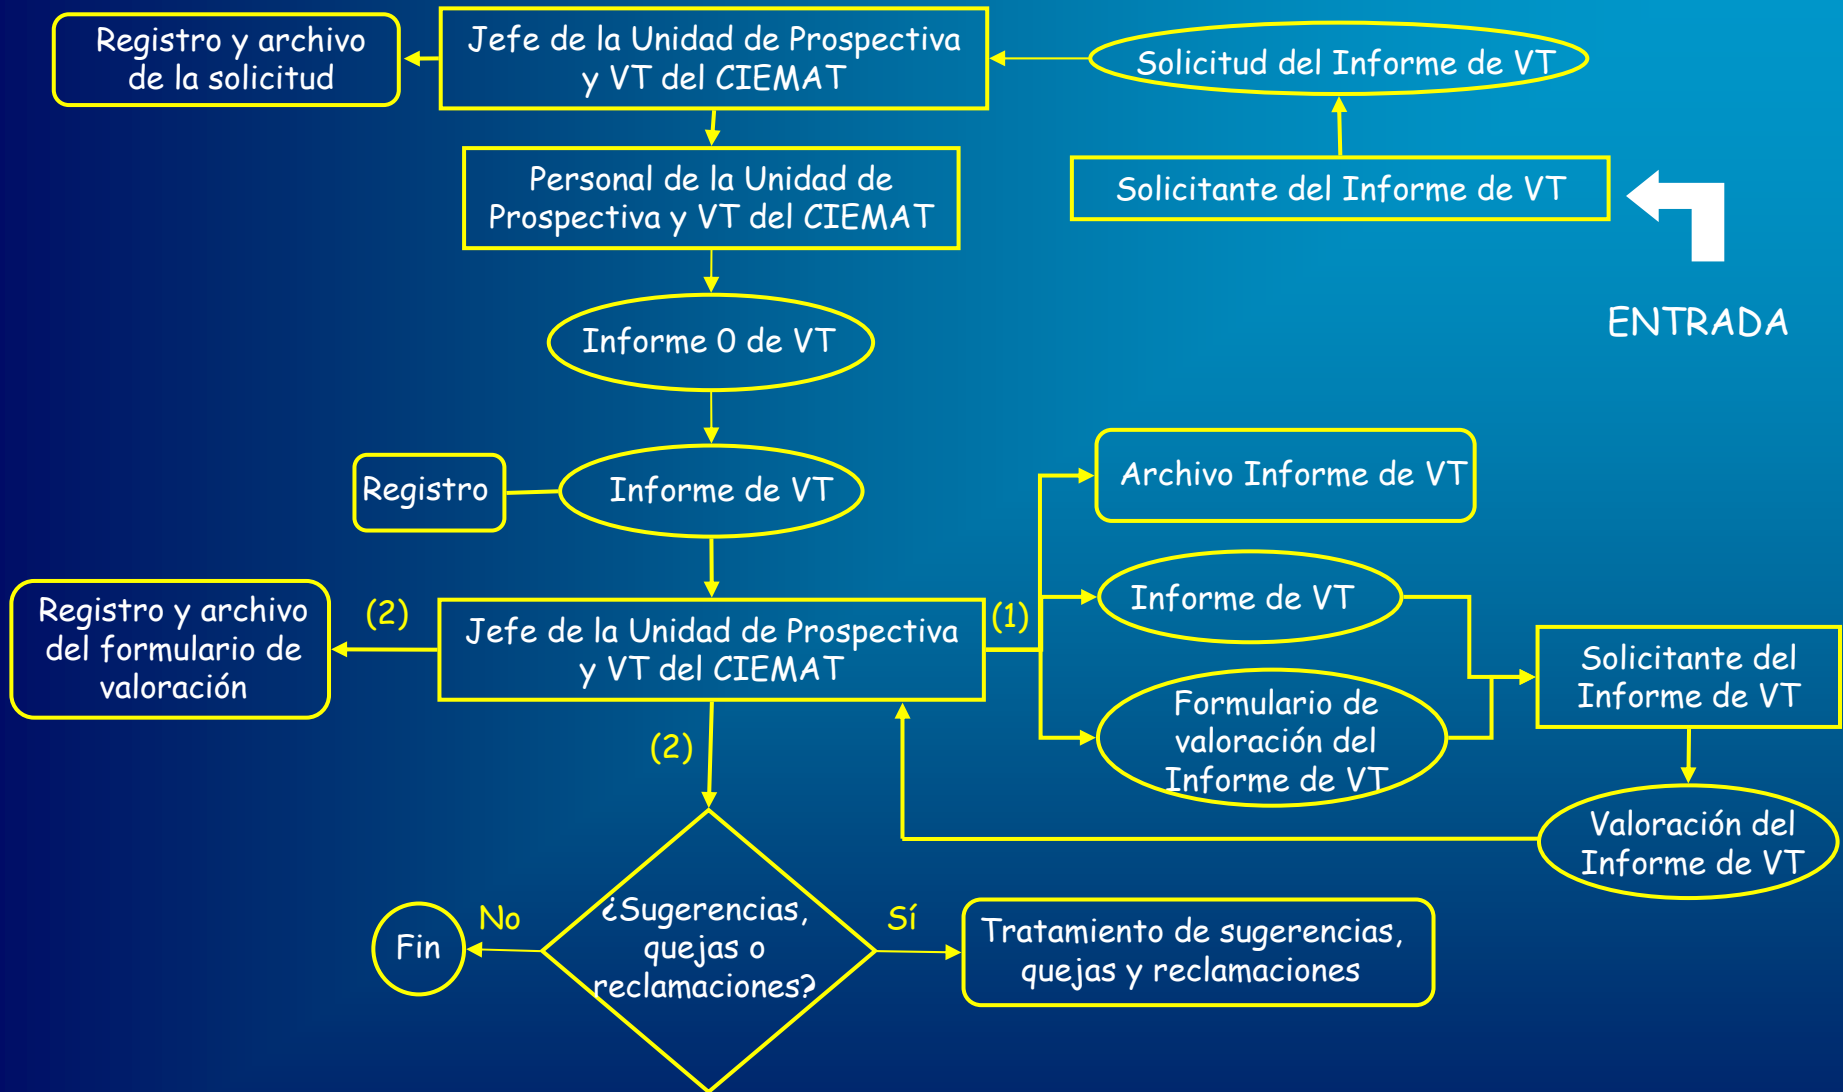 Registro y archivo
de la solicitud
Jefe de la Unidad de Prospectiva
y VT del CIEMAT
Solicitud del Informe de VT
Personal de la Unidad de
Prospectiva y VT del CIEMAT
Solicitante del Informe de VT
ENTRADA
Informe 0 de VT
Registro
Informe de VT
Archivo Informe de VT
Registro y archivo
del formulario de
valoración
(2)
Jefe de la Unidad de Prospectiva
y VT del CIEMAT
(1)
Informe de VT
Formulario de
valoración del
Informe de VT
Solicitante del
Informe de VT
(2)
Valoración del
Informe de VT
Fin
No
¿Sugerencias,
quejas o
reclamaciones?
Sí
Tratamiento de sugerencias,
quejas y reclamaciones